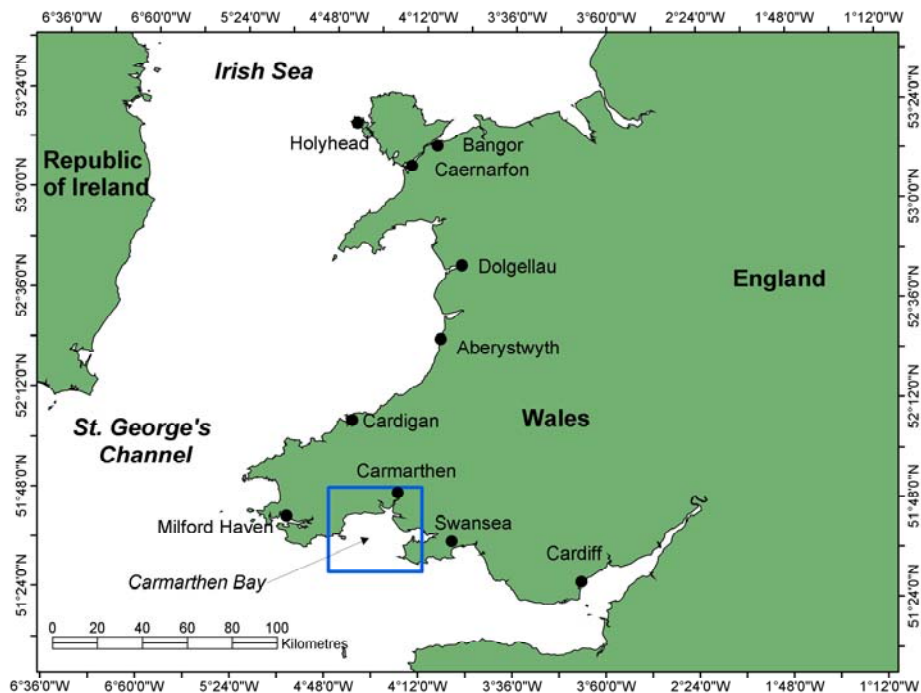 6°36'0"W 6°00'0"W 5°24'0"W 4°48'0"W 4°12'0"W 3°36'0"W 3°60'0"W 2°24'0"W 1°48'0"W 1°12'0"W
53°24'0"N
53°0'0"N
52°36'0"N
52°12'0"N
51°48'0"N
51°24'0"N
Irish Sea
Holyhead
Bangor
Caernarfon
Republic
of Ireland
Dolgellau
England
Aberystwyth
St. George's
Channel
Cardigan
Wales
Carmarthen
Milford Haven
Swansea
Cardiff
Carmarthen Bay
0 20 40 60 80 100
Kilometres
53°24'0"N
53°0'0"N
52°36'0"N
52°12'0"N
51°48'0"N
51°24'0"N
6°36'0"W 6°60'0"W 5°24'0"W 4°48'0"W 4°12'0"W 3°36'0"W 3°60'0"W 2°24'0"W 1°48'0"W 1°12'0"W